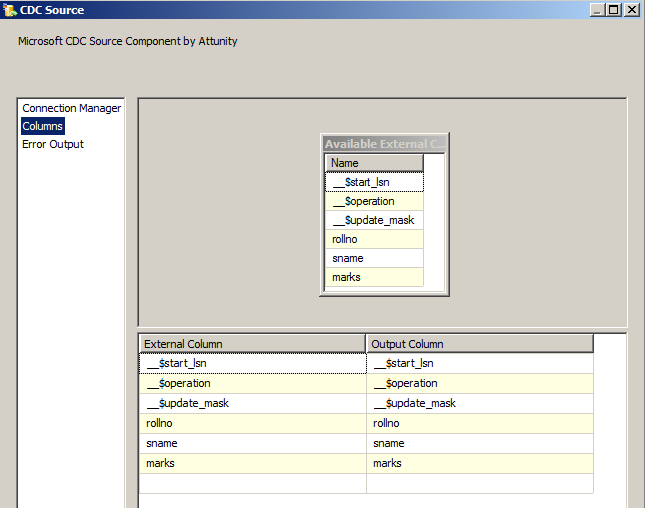 CDC Source
Microsoft CDC Source Component by Attunity
Connection Manager
Columns
Error Output
Available External C...
Name
__$start_lsn
__$operation
__$update_mask
rollno
sname
marks
External Column Output Column
__$start_lsn __$start_lsn
__$operation __$operation
__$update_mask __$update_mask
rollno rollno
sname sname
marks marks